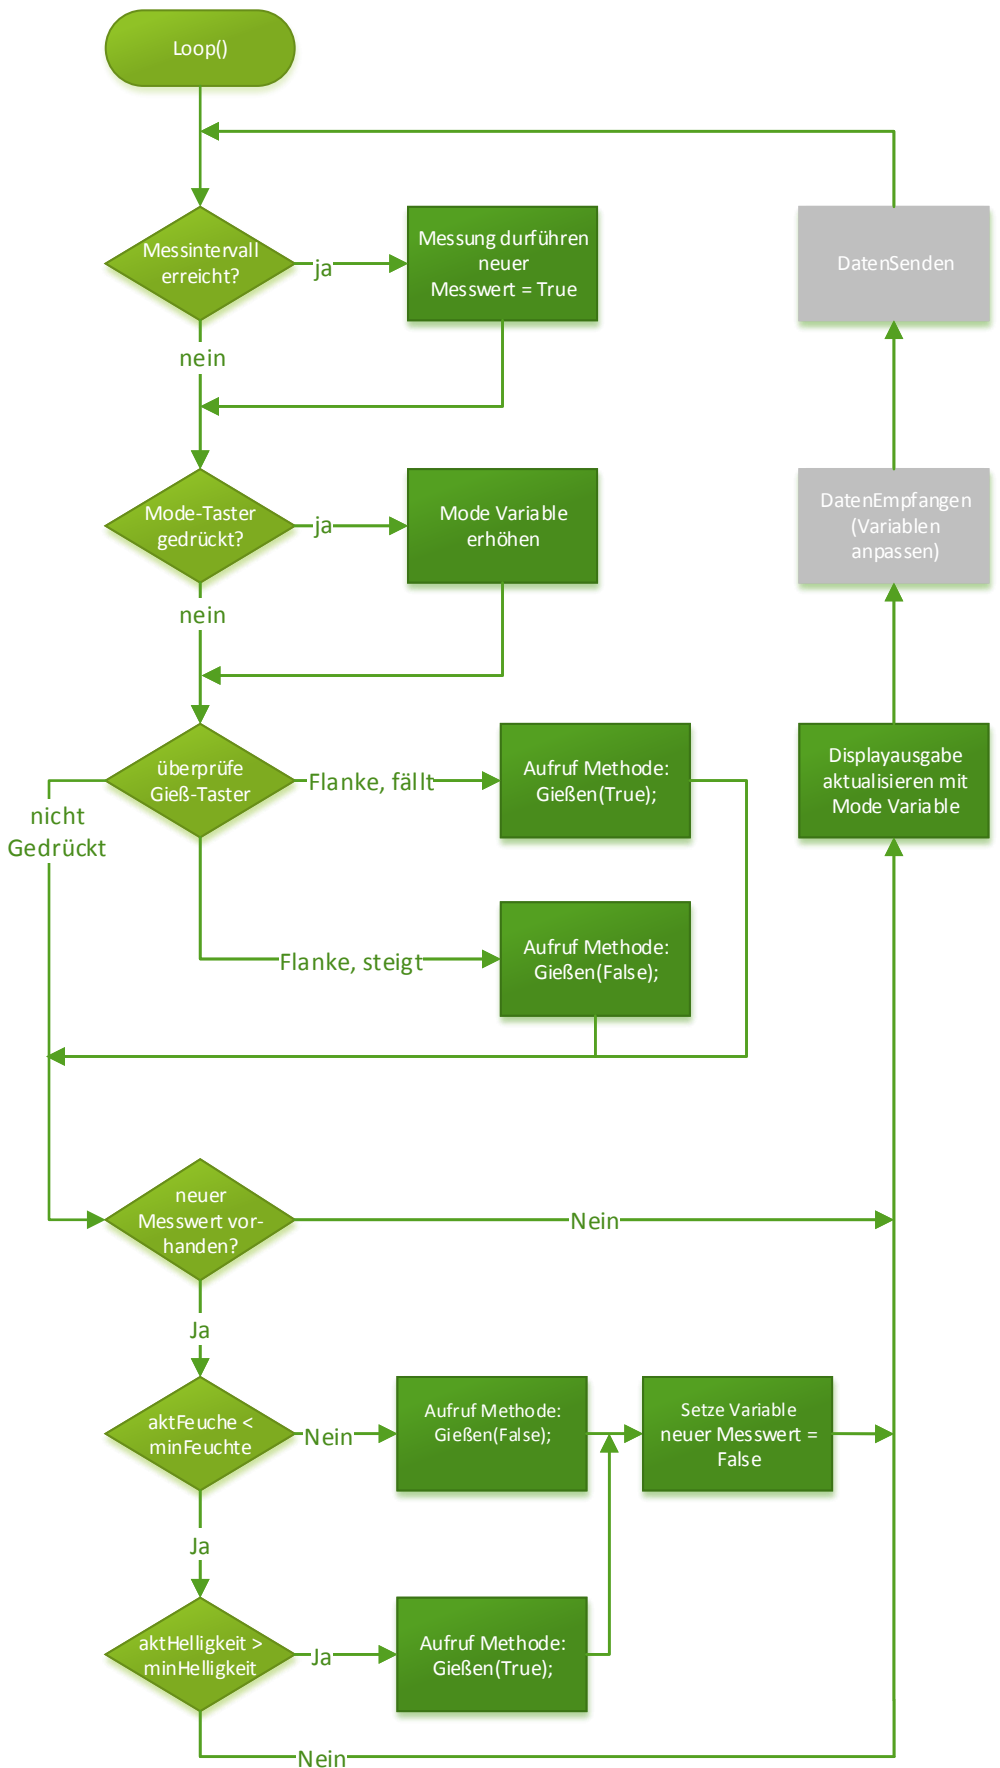 Loop()
Messintervall
erreicht?
ja
Messung durführen
neuer
Messwert = True
DatenSenden
nein
Mode-Taster
gedrückt?
ja
Mode Variable
erhöhen
DatenEmpfangen
(Variablen
anpassen)
nein
überprüfe
Gieß-Taster
Flanke, fällt
Aufruf Methode:
Gießen(True);
Displayausgabe
aktualisieren mit
Mode Variable
nicht
Gedrückt
Flanke, steigt
Aufruf Methode:
Gießen(False);
neuer
Messwert vor-
handen?
Nein
Ja
aktFeuche <
minFeuchte
Nein
Aufruf Methode:
Gießen(False);
Setze Variable
neuer Messwert =
False
Ja
aktHelligkeit >
minHelligkeit
Ja
Aufruf Methode:
Gießen(True);
Nein